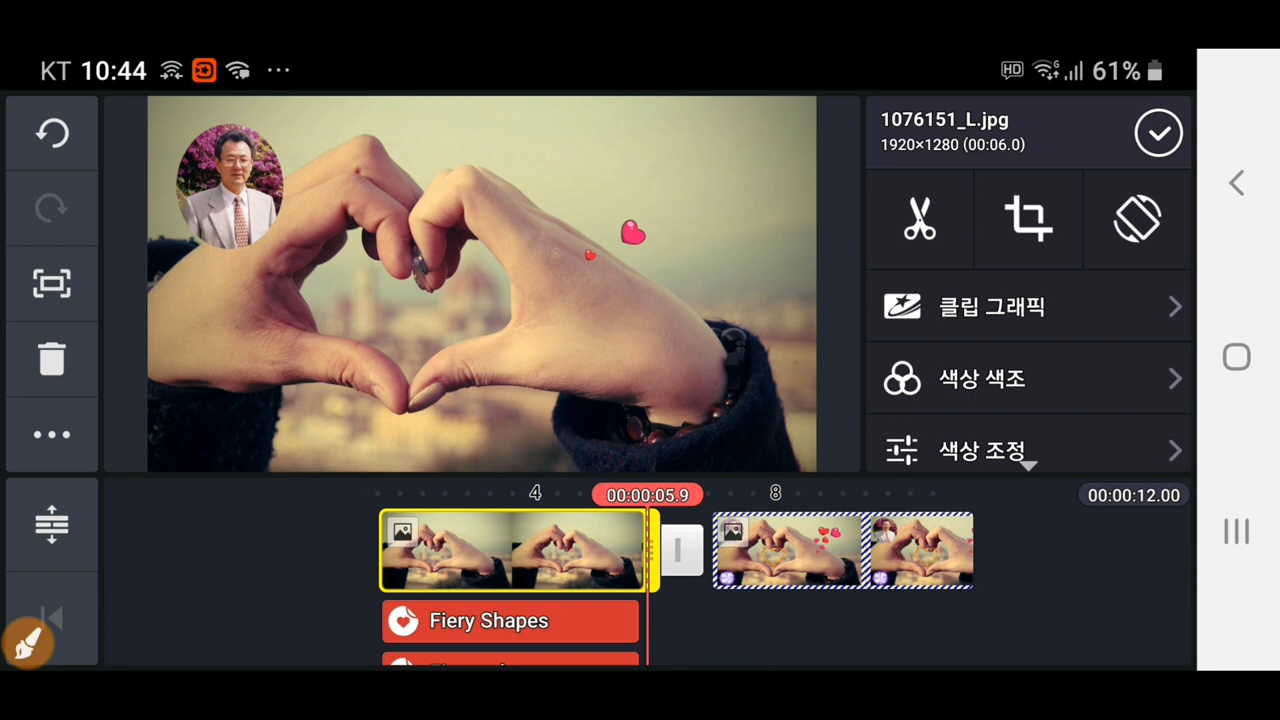 KT 10:44
HD 6 61%
1076151_L.jpg
1920×1280 (00:06.0)
클립 그래픽
색상 색조
색상 조정
4 00:00:05.9 8 00:00:12.00
Fiery Shapes